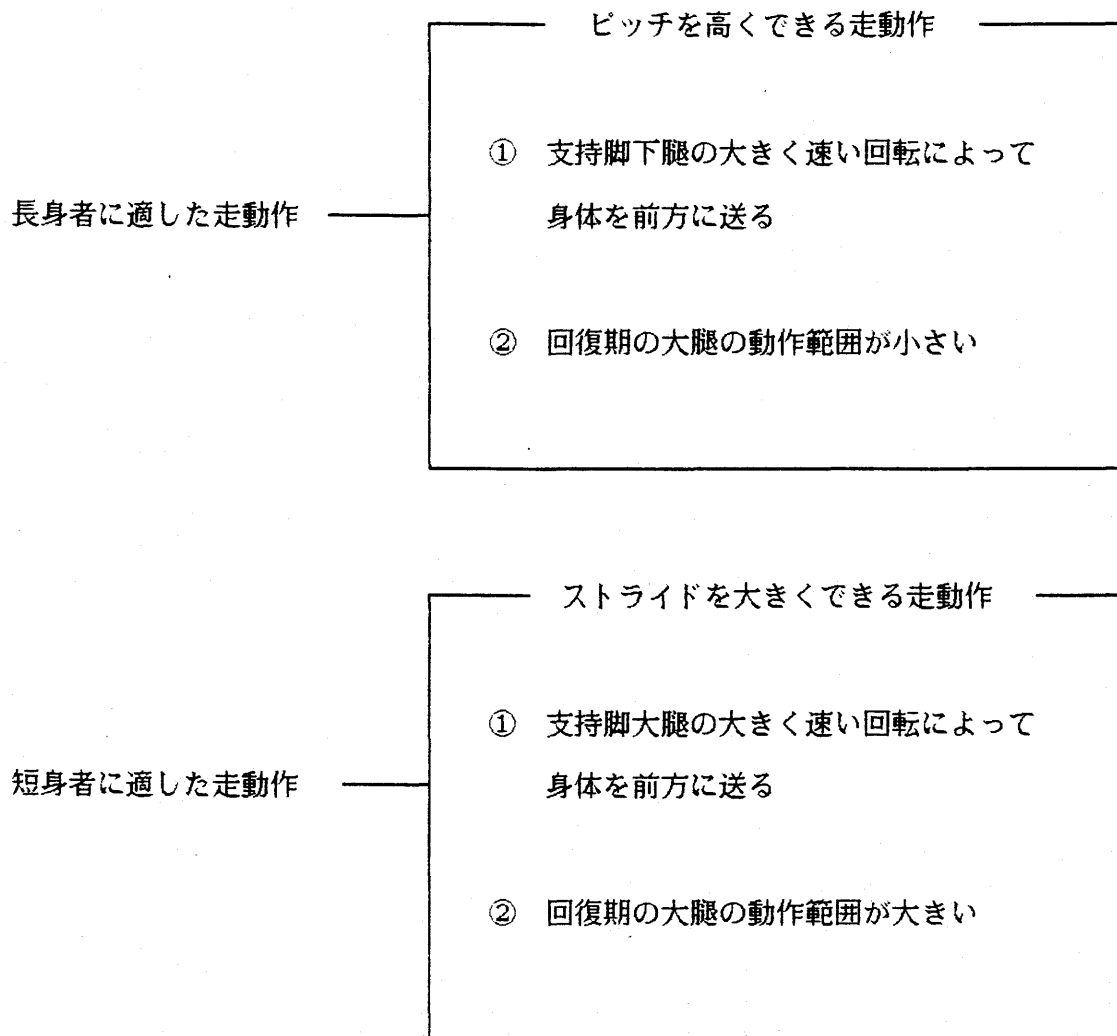 ピッチを高くできる走動作
① 支持脚下腿の大きく速い回転によって
長身者に適した走動作
身体を前方に送る
② 回復期の大腿の動作範囲が小さい
ストライドを大きくできる走動作
① 支持脚大腿の大きく速い回転によって
短身者に適した走動作
身体を前方に送る
② 回復期の大腿の動作範囲が大きい